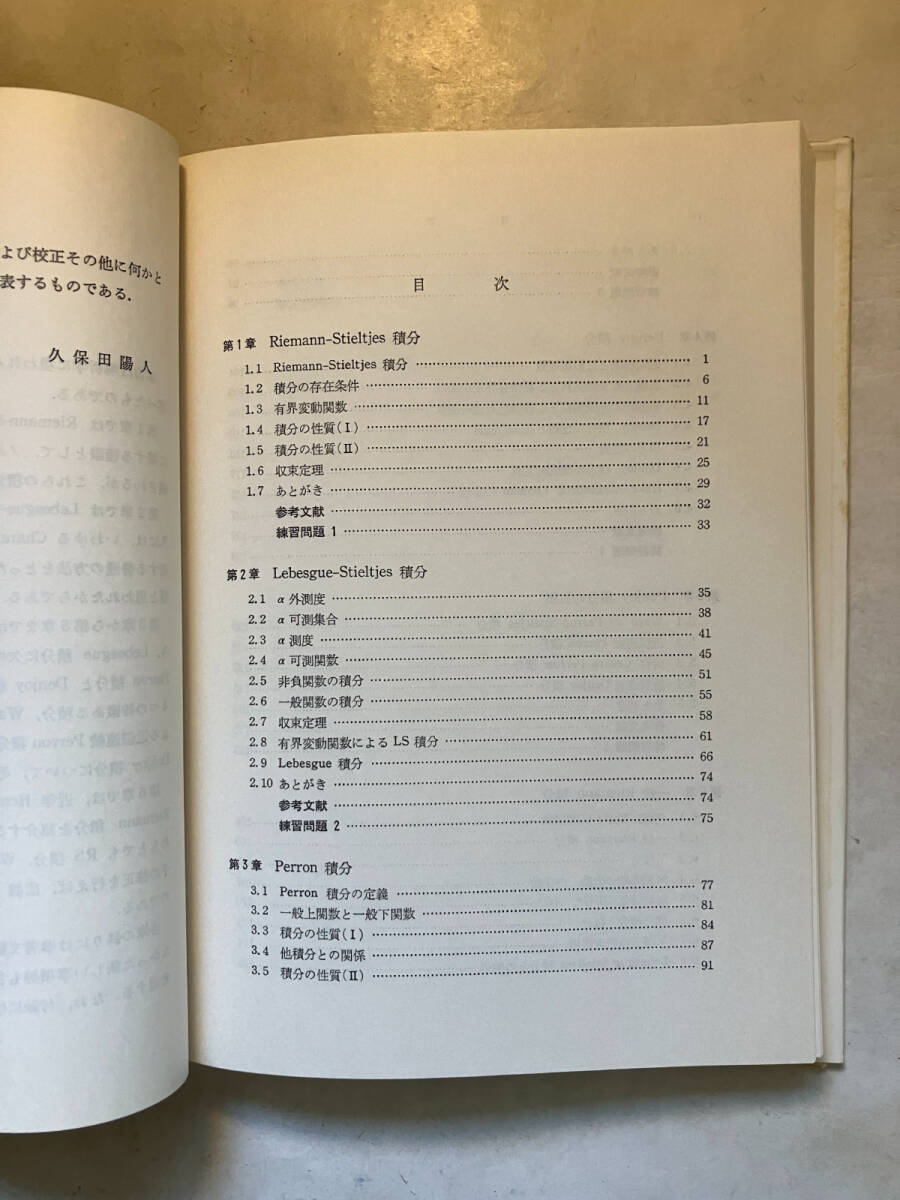 よび校正その他に何かと
表するものである．
久保田陽人
目 次
第1章 Riemann-Stieltjes 積分
1.1 Riemann-Stieltjes 積分 1
1.2 積分の存在条件 6
1.3 有界変動関数 11
1.4 積分の性質(Ⅰ) 17
1.5 積分の性質(Ⅱ) 21
1.6 収束定理 25
1.7 あとがき 29
参考文献 32
練習問題 1 33
第2章 Lebesgue-Stieltjes 積分
2.1 α 外測度 35
2.2 α 可測集合 38
2.3 α 測度 41
2.4 α 可測関数 45
2.5 非負関数の積分 51
2.6 一般関数の積分 55
2.7 収束定理 58
2.8 有界変動関数による LS 積分 61
2.9 Lebesgue 積分 66
2.10 あとがき 74
参考文献 74
練習問題 2 75
第3章 Perron 積分
3.1 Perron 積分の定義 77
3.2 一般上関数と一般下関数 81
3.3 積分の性質(Ⅰ) 84
3.4 他積分との関係 87
3.5 積分の性質(Ⅱ) 91